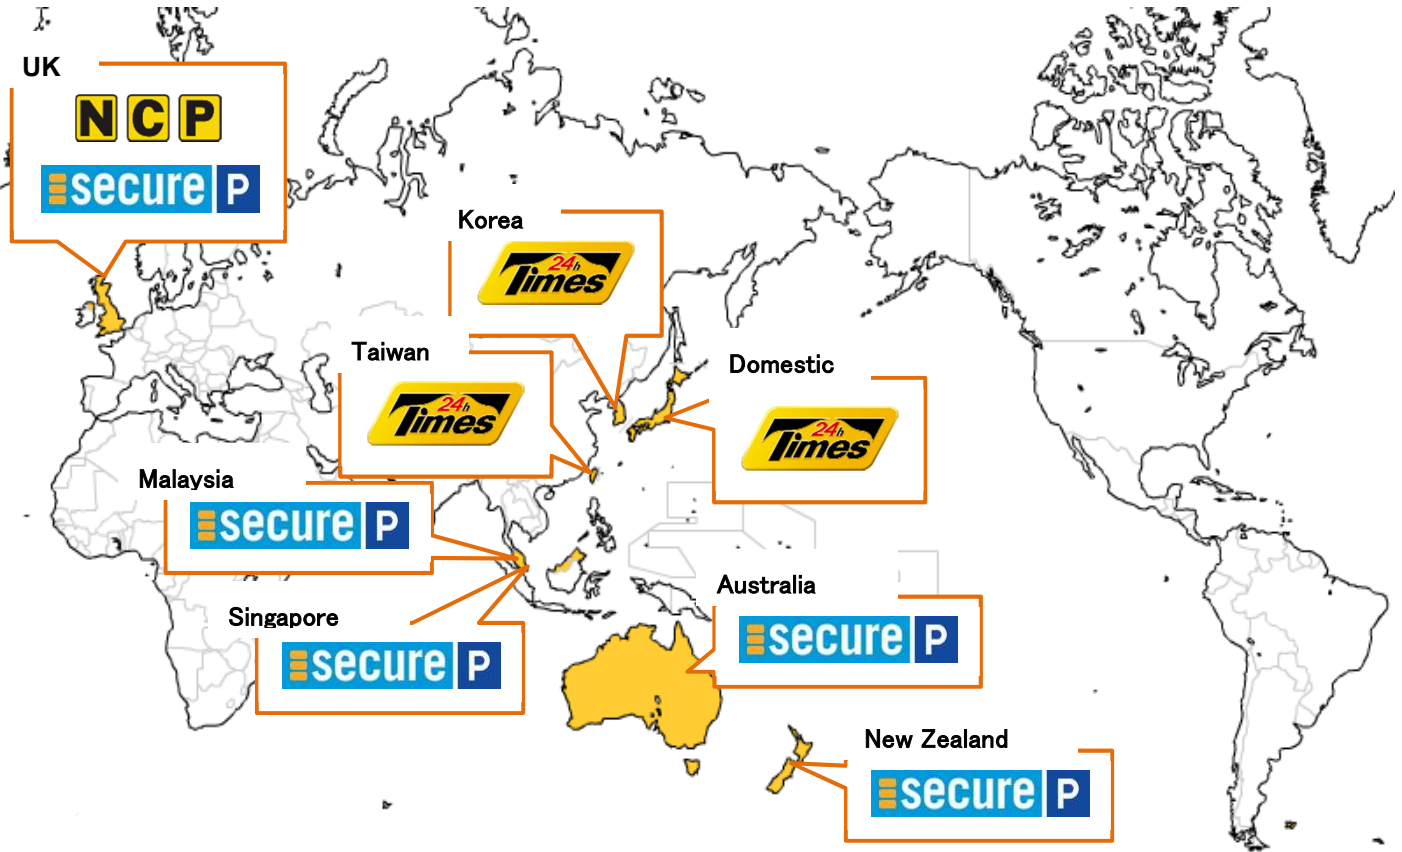 UK
NCP
secure P
Korea
24h
Times
Taiwan
24h
Times
Domestic
24h
Times
Malaysia
secure P
Singapore
secure P
Australia
secure P
New Zealand
secure P